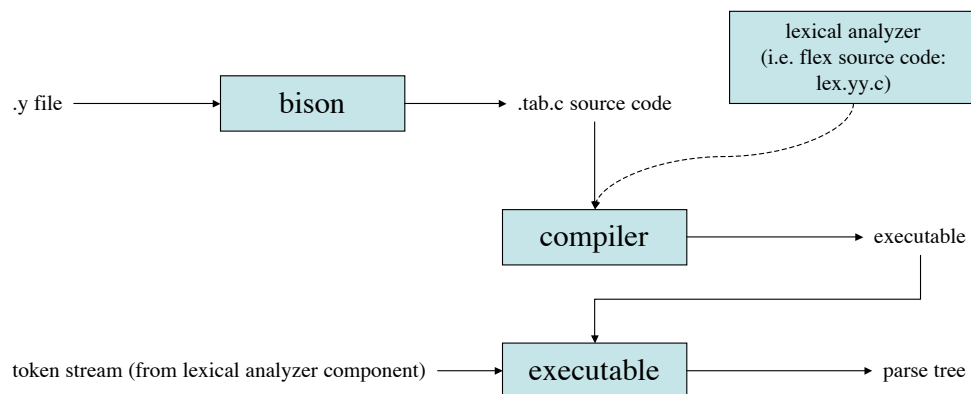 lexical analyzer
(i.e. flex source code:
lex.yy.c)
.y file
bison
.tab.c source code
compiler
executable
token stream (from lexical analyzer component)
executable
parse tree